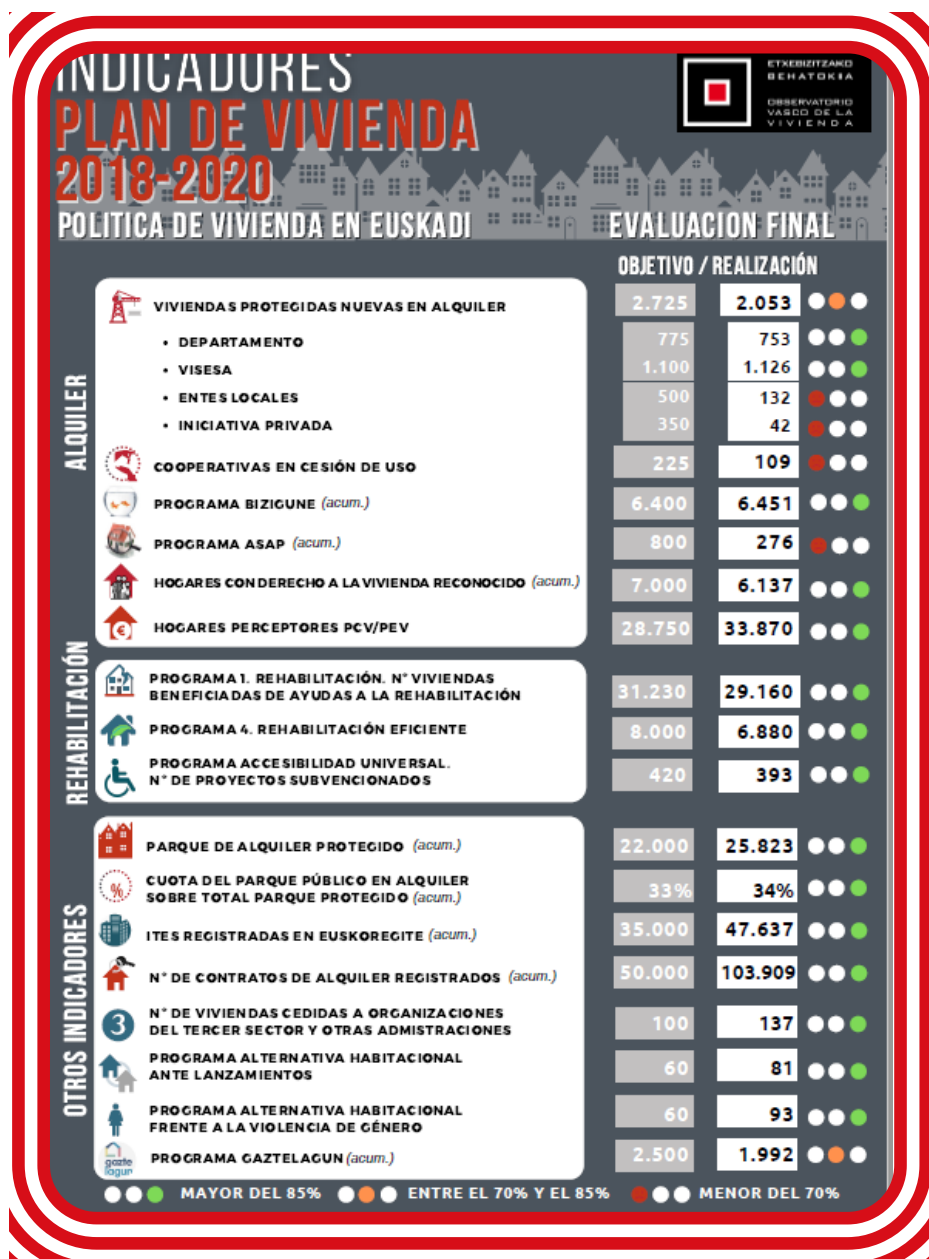 INDICADORES
PLAN DE VIVIENDA
2018-2020
POLITICA DE VIVIENDA EN EUSKADI
ETXEBIZITZAKO
BEHATOKIA
OBSERVATORIO
VASCO DE LA
VIVIENDA
EVALUACION FINAL
OBJETIVO / REALIZACIÓN
ALQUILER
VIVIENDAS PROTEGIDAS NUEVAS EN ALQUILER 2.725 2.053
• DEPARTAMENTO 775 753
• VISESA 1.100 1.126
• ENTES LOCALES 500 132
• INICIATIVA PRIVADA 350 42
COOPERATIVAS EN CESIÓN DE USO 225 109
PROGRAMA BIZIGUNE (acum.) 6.400 6.451
PROGRAMA ASAP (acum.) 800 276
HOGARES CON DERECHO A LA VIVIENDA RECONOCIDO (acum.) 7.000 6.137
€
HOGARES PERCEPTORES PCV/PEV 28.750 33.870
REHABILITACIÓN
PROGRAMA 1. REHABILITACIÓN. Nº VIVIENDAS
BENEFICIADAS DE AYUDAS A LA REHABILITACIÓN 31.230 29.160
PROGRAMA 4. REHABILITACIÓN EFICIENTE 8.000 6.880
PROGRAMA ACCESIBILIDAD UNIVERSAL.
Nº DE PROYECTOS SUBVENCIONADOS 420 393
OTROS INDICADORES
PARQUE DE ALQUILER PROTEGIDO (acum.) 22.000 25.823
%
CUOTA DEL PARQUE PÚBLICO EN ALQUILER
SOBRE TOTAL PARQUE PROTEGIDO (acum.) 33% 34%
ITES REGISTRADAS EN EUSKOREGITE (acum.) 35.000 47.637
Nº DE CONTRATOS DE ALQUILER REGISTRADOS (acum.) 50.000 103.909
3
Nº DE VIVIENDAS CEDIDAS A ORGANIZACIONES
DEL TERCER SECTOR Y OTRAS ADMISTRACIONES 100 137
PROGRAMA ALTERNATIVA HABITACIONAL
ANTE LANZAMIENTOS 60 81
PROGRAMA ALTERNATIVA HABITACIONAL
FRENTE A LA VIOLENCIA DE GÉNERO 60 93
gazte
lagun
PROGRAMA GAZTELAGUN (acum.) 2.500 1.992
MAYOR DEL 85% ENTRE EL 70% Y EL 85% MENOR DEL 70%